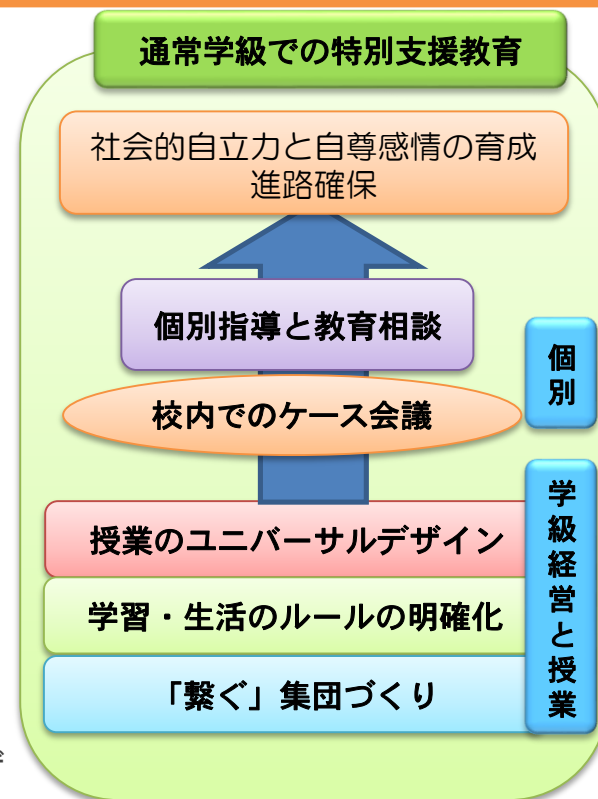 通常学級での特別支援教育
社会的自立力と自尊感情の育成
進路確保
個別指導と教育相談
個別
校内でのケース会議
学級経営と授業
授業のユニバーサルデザイン
学習・生活のルールの明確化
「繋ぐ」集団づくり